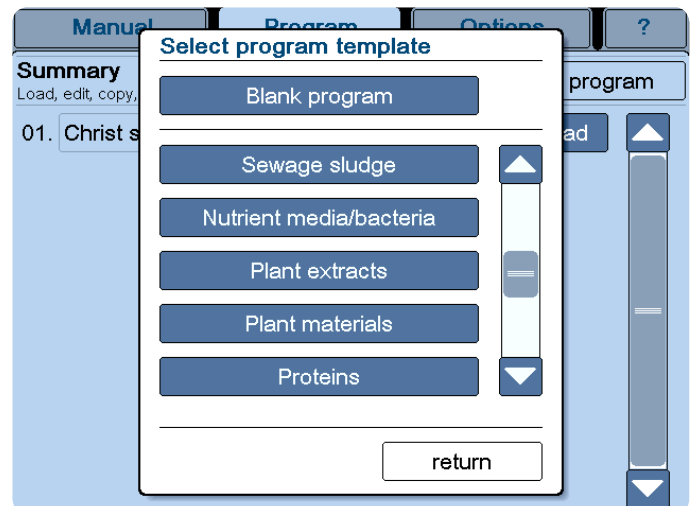 Manual Program Options ?
Select program template
Summary
Load, edit, copy,
program
Blank program
01. Christ s
ad
Sewage sludge
Nutrient media/bacteria
Plant extracts
Plant materials
Proteins
return